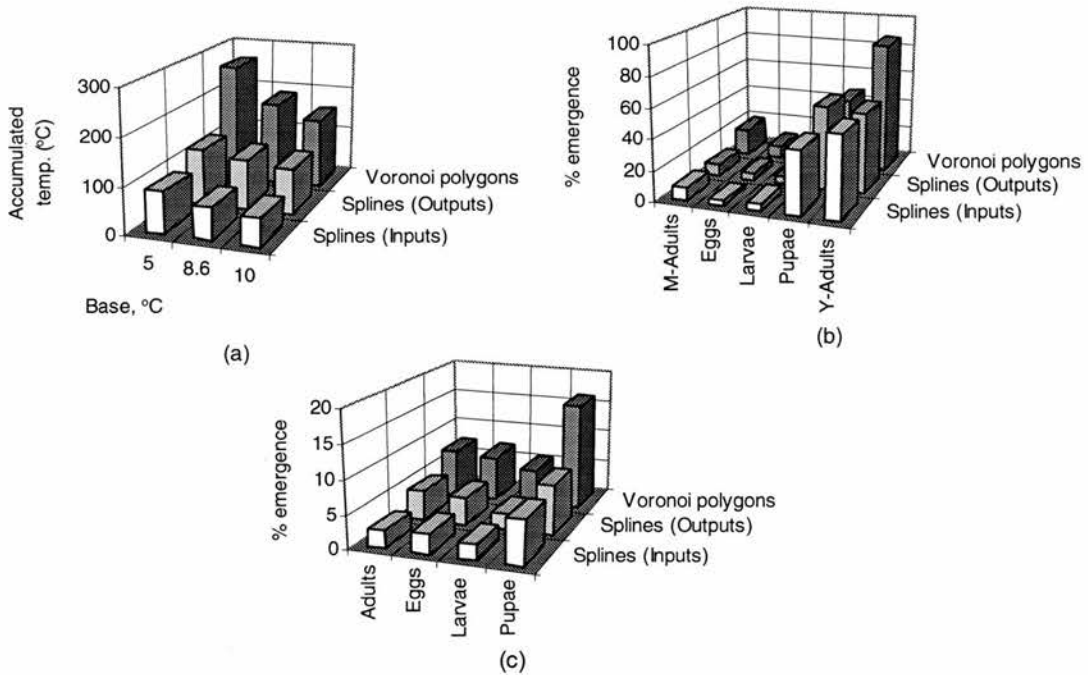 300
200
100
0
Accumulated
temp. (ºC)
5
8.6
10
Base, ºC
Voronoi polygons
Splines (Outputs)
Splines (Inputs)
(a)
100
80
60
40
20
0
% emergence
M-Adults
Eggs
Larvae
Pupae
Y-Adults
Voronoi polygons
Splines (Outputs)
Splines (Inputs)
(b)
20
15
10
5
0
% emergence
Adults
Eggs
Larvae
Pupae
Voronoi polygons
Splines (Outputs)
Splines (Inputs)
(c)